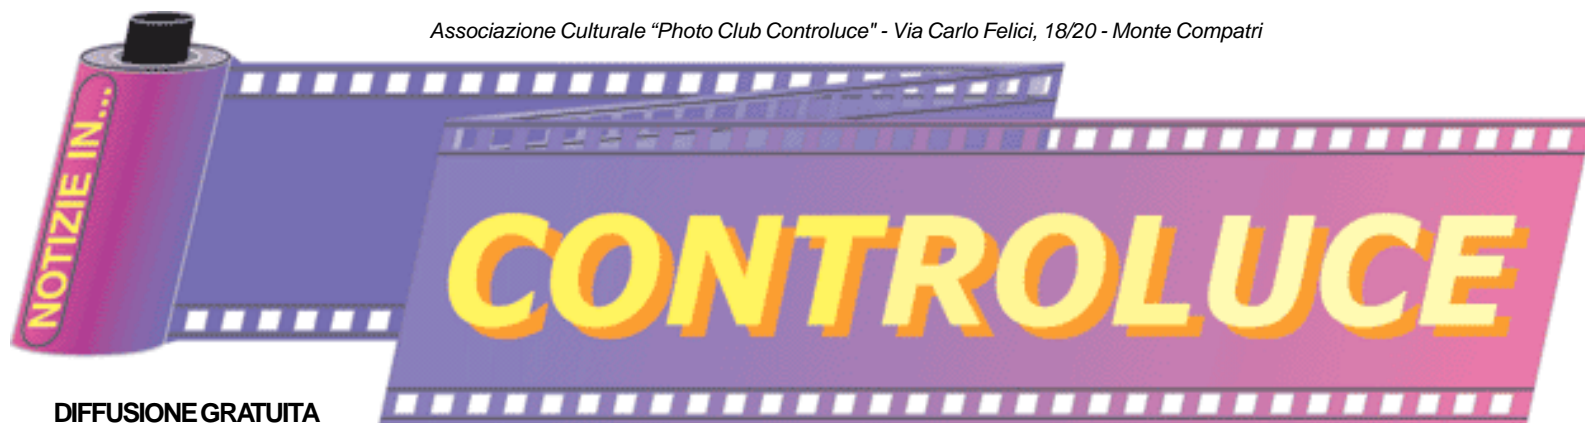 Associazione Culturale “Photo Club Controluce" - Via Carlo Felici, 18/20 - Monte Compatri
NOTIZIE IN...
CONTROLUCE
DIFFUSIONE GRATUITA